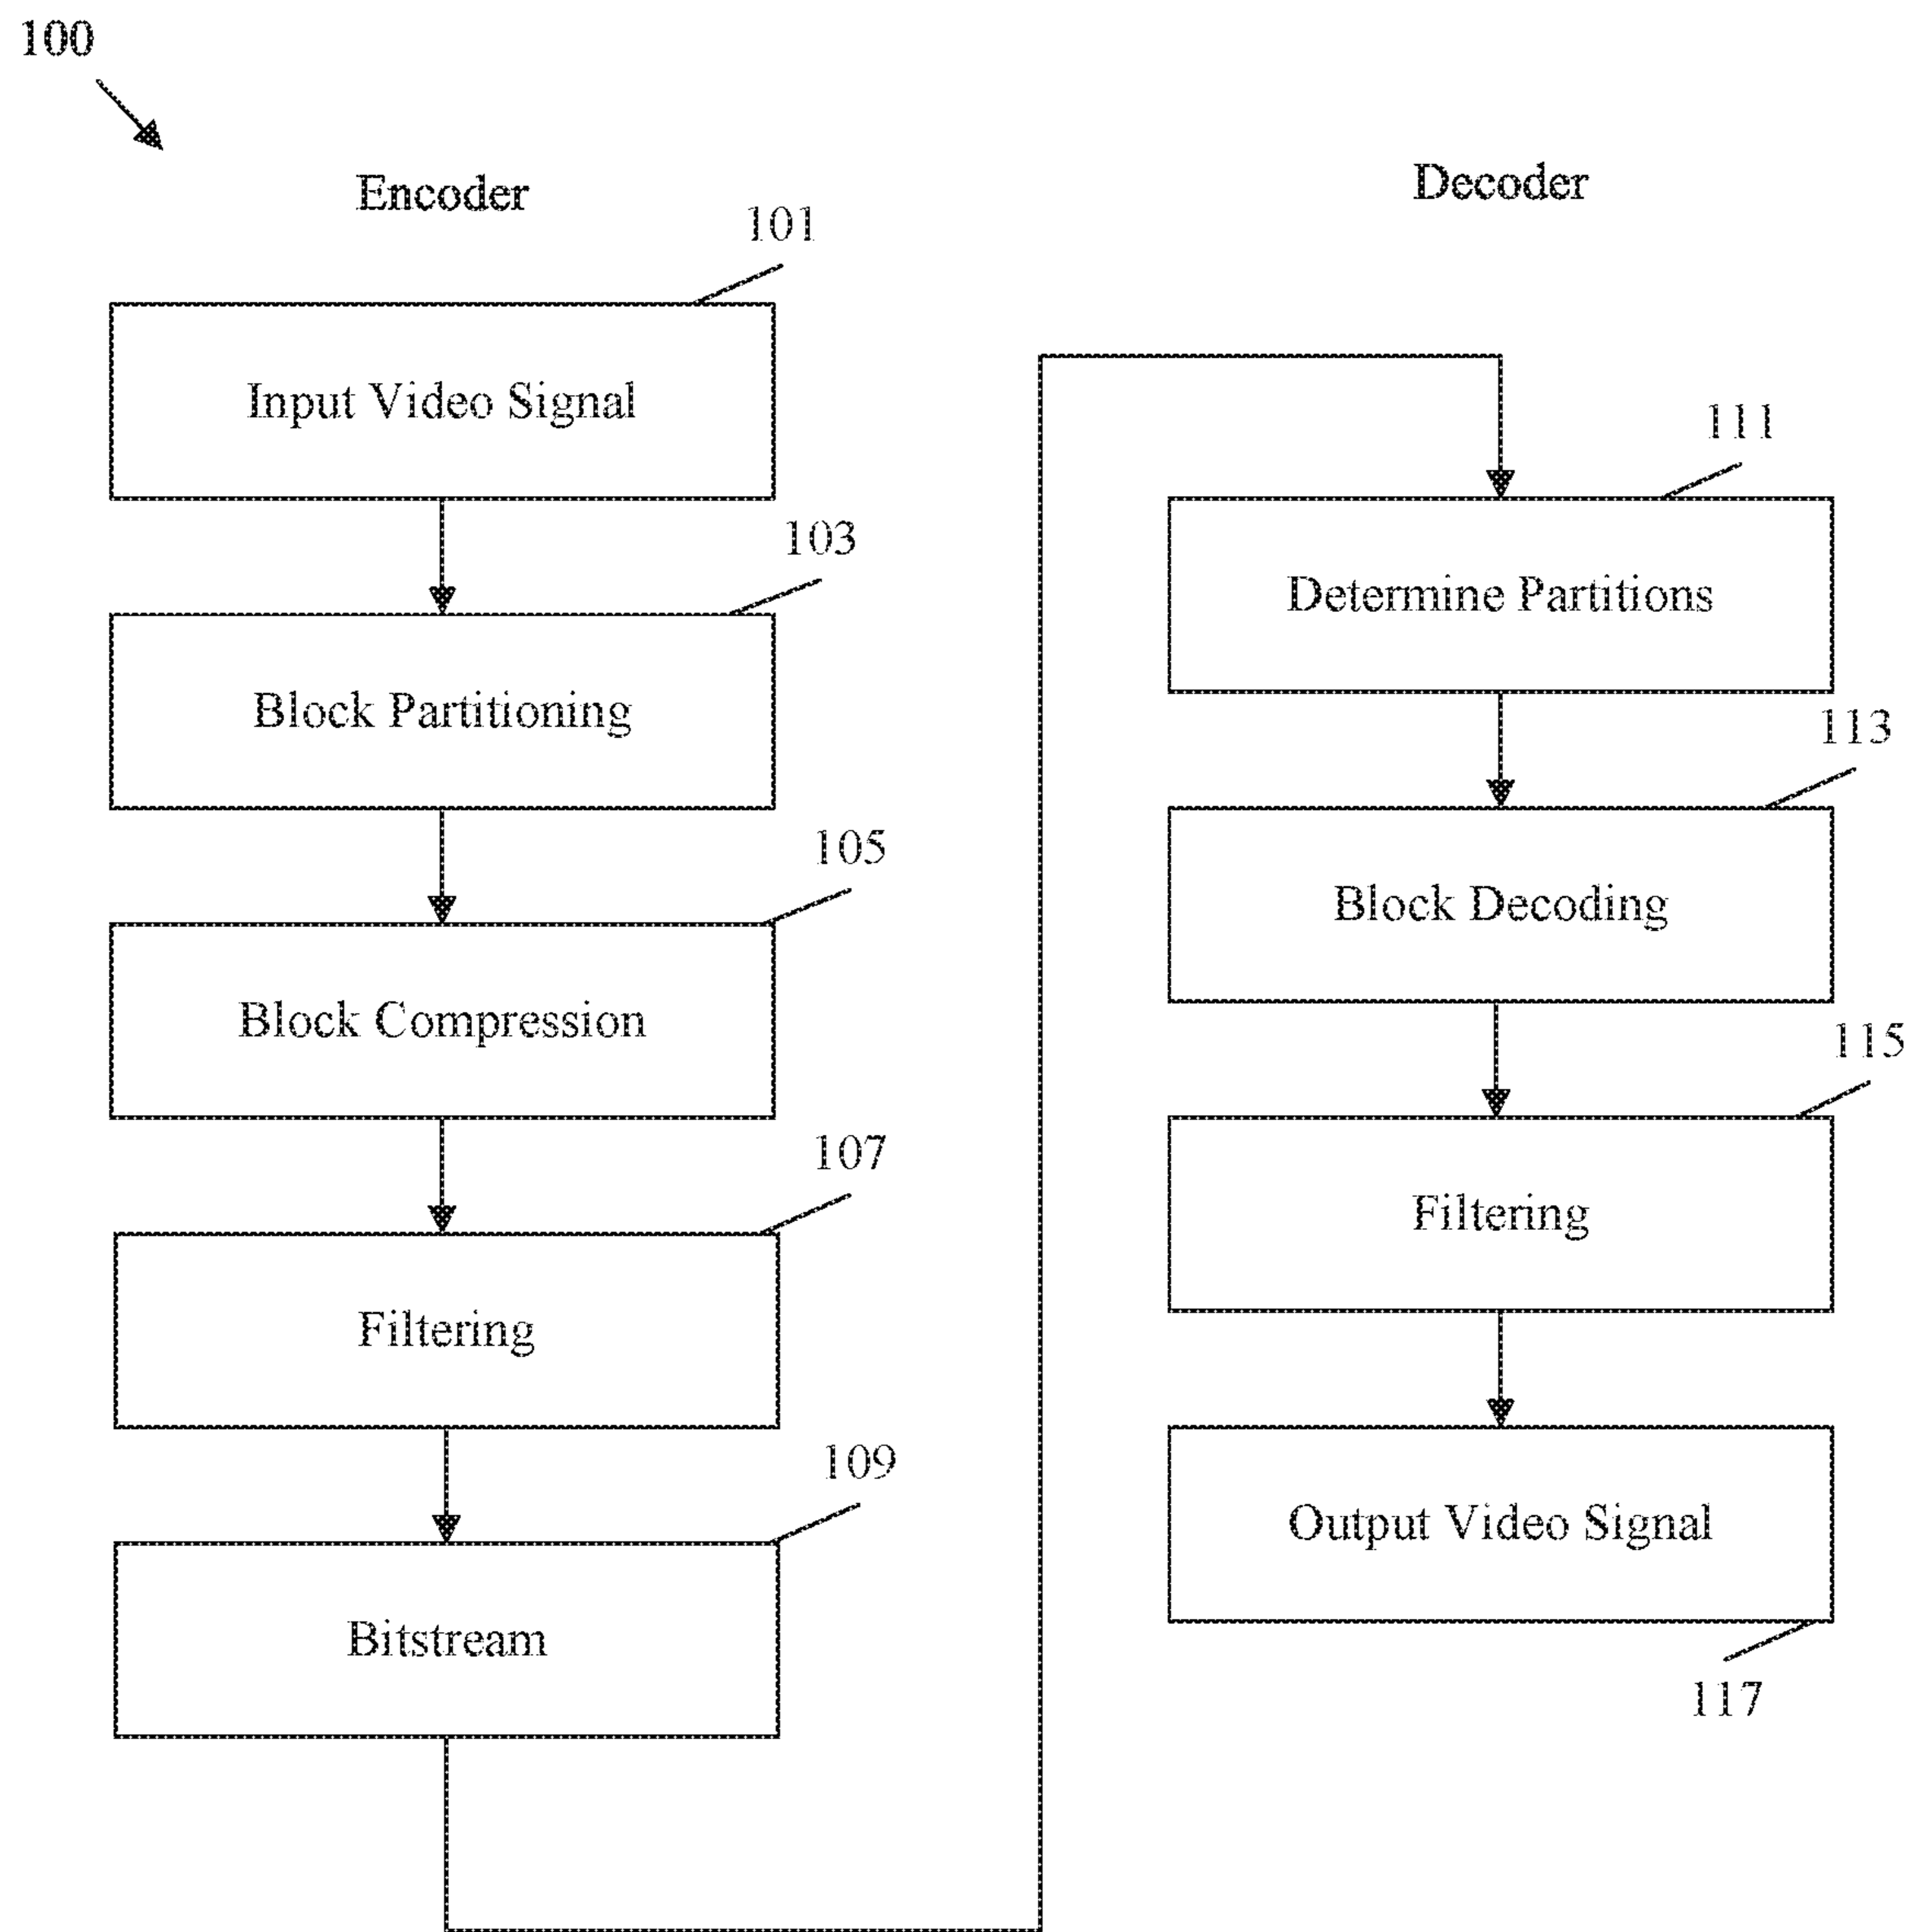 100
Encoder
101
Input Video Signal
103
Block Partitioning
105
Block Compression
107
Filtering
109
Bitstream
Decoder
111
Determine Partitions
113
Block Decoding
115
Filtering
Output Video Signal
117